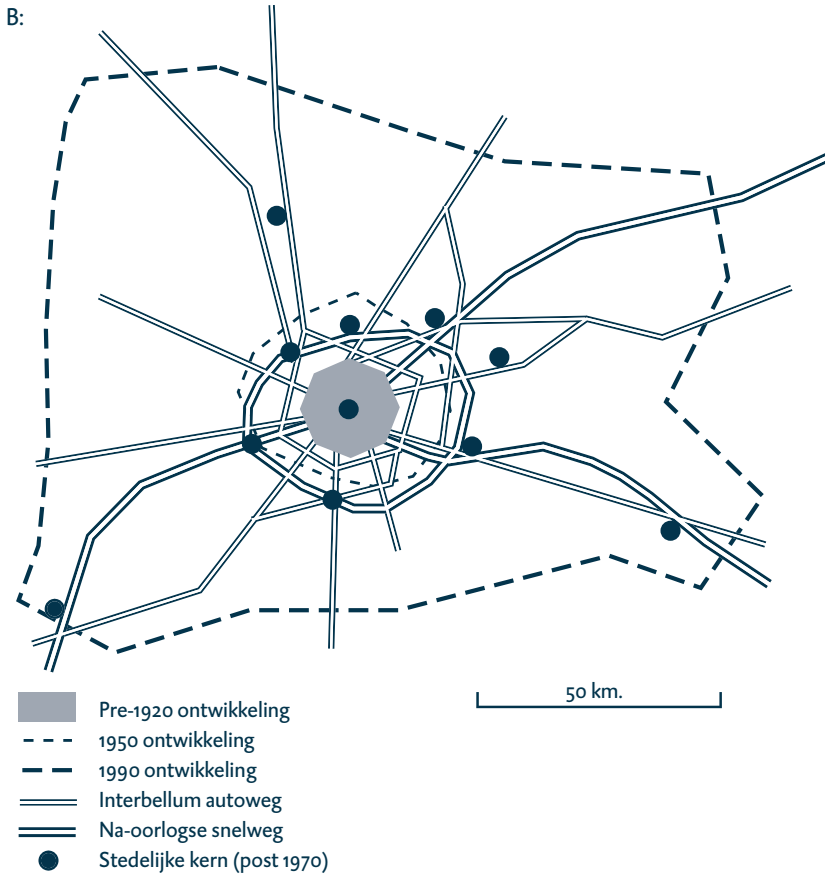 B:
50 km.
Pre-1920 ontwikkeling
1950 ontwikkeling
1990 ontwikkeling
Interbellum autoweg
Na-oorlogse snelweg
Stedelijke kern (post 1970)